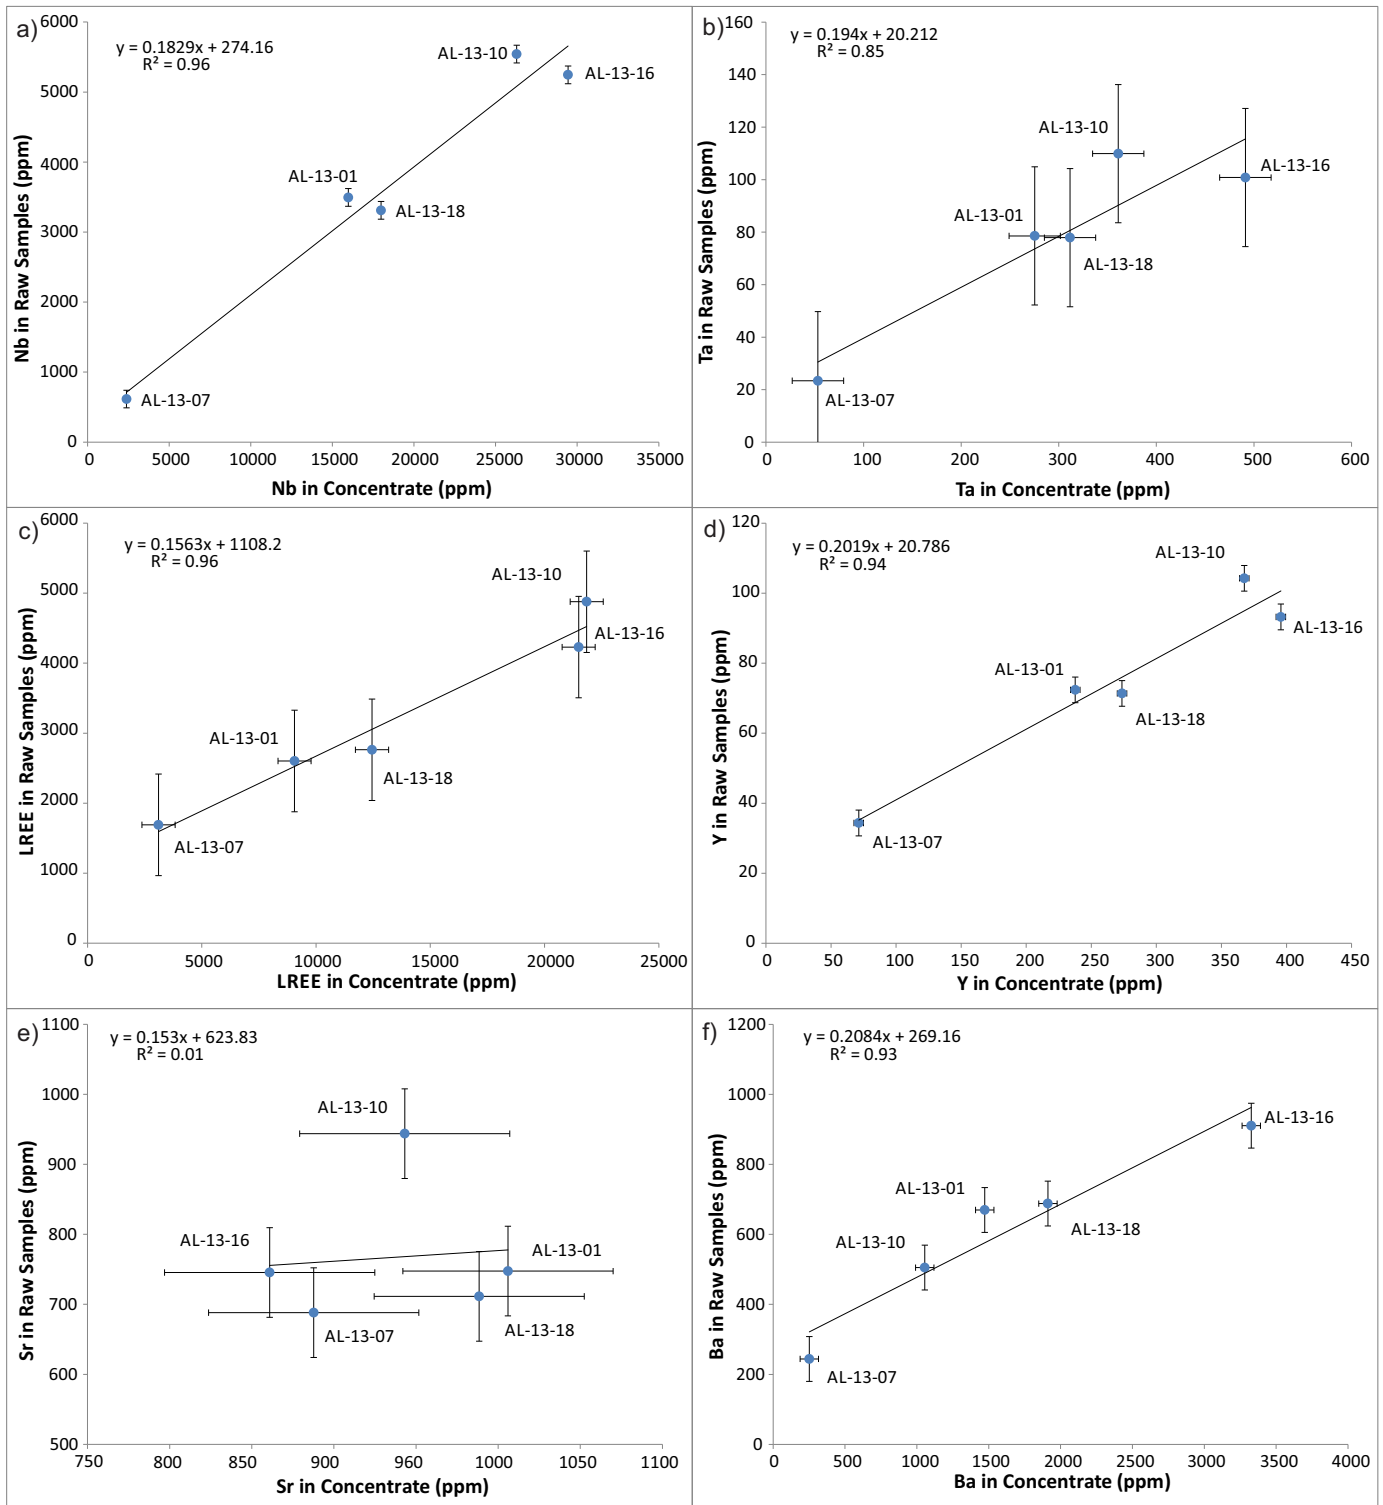 a)
y = 0.1829x + 274.16
R² = 0.96
Nb in Raw Samples (ppm)
6000
5000
4000
3000
2000
1000
0
AL-13-10
AL-13-16
AL-13-01
AL-13-18
AL-13-07
0 5000 10000 15000 20000 25000 30000 35000
Nb in Concentrate (ppm)
b)
y = 0.194x + 20.212
R² = 0.85
Ta in Raw Samples (ppm)
160
140
120
100
80
60
40
20
0
AL-13-10
AL-13-16
AL-13-01
AL-13-18
AL-13-07
0 100 200 300 400 500 600
Ta in Concentrate (ppm)
c)
y = 0.1563x + 1108.2
R² = 0.96
LREE in Raw Samples (ppm)
6000
5000
4000
3000
2000
1000
0
AL-13-10
AL-13-16
AL-13-01
AL-13-18
AL-13-07
0 5000 10000 15000 20000 25000
LREE in Concentrate (ppm)
d)
y = 0.2019x + 20.786
R² = 0.94
Y in Raw Samples (ppm)
120
100
80
60
40
20
0
AL-13-10
AL-13-16
AL-13-01
AL-13-18
AL-13-07
0 50 100 150 200 250 300 350 400 450
Y in Concentrate (ppm)
e)
y = 0.153x + 623.83
R² = 0.01
Sr in Raw Samples (ppm)
1100
1000
900
800
700
600
500
AL-13-10
AL-13-16
AL-13-01
AL-13-07
AL-13-18
750 800 850 900 960 1000 1050 1100
Sr in Concentrate (ppm)
f)
y = 0.2084x + 269.16
R² = 0.93
Ba in Raw Samples (ppm)
1200
1000
800
600
400
200
0
AL-13-16
AL-13-01
AL-13-18
AL-13-10
AL-13-07
0 500 1000 1500 2000 2500 3000 3500 4000
Ba in Concentrate (ppm)